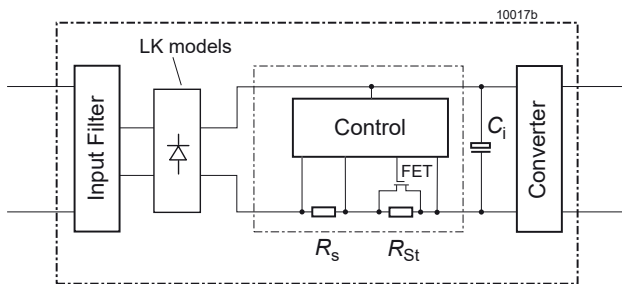 10017b
LK models
Input Filter
Control
FET
Ci
Converter
Rs
RSt